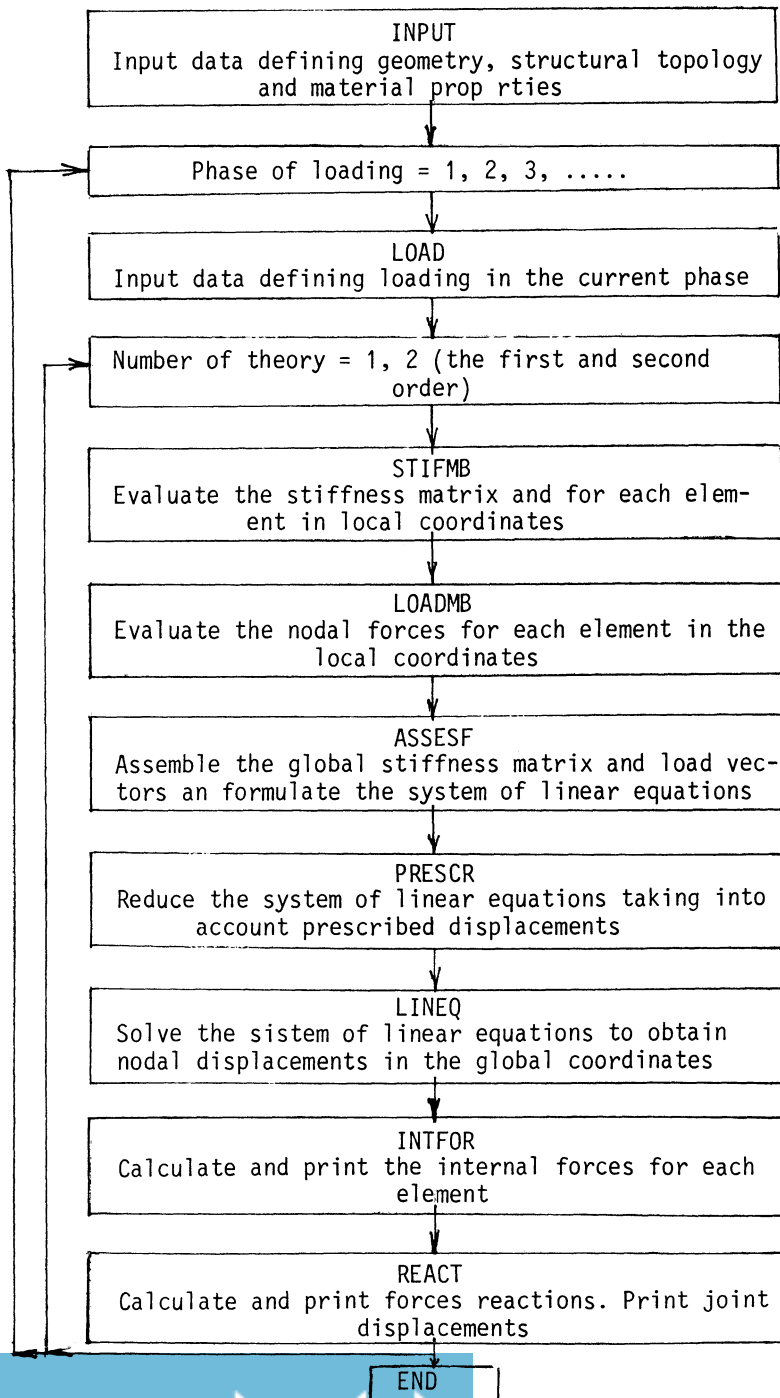 INPUT
Input data defining geometry, structural topology
and material prop rties
Phase of loading = 1, 2, 3, .....
LOAD
Input data defining loading in the current phase
Number of theory = 1, 2 (the first and second
order)
STIFMB
Evaluate the stiffness matrix and for each elem-
ent in local coordinates
LOADMB
Evaluate the nodal forces for each element in the
local coordinates
ASSESF
Assemble the global stiffness matrix and load vec-
tors an formulate the system of linear equations
PRESCR
Reduce the system of linear equations taking into
account prescribed displacements
LINEQ
Solve the sistem of linear equations to obtain
nodal displacements in the global coordinates
INTFOR
Calculate and print the internal forces for each
element
REACT
Calculate and print forces reactions. Print joint
displacements
END